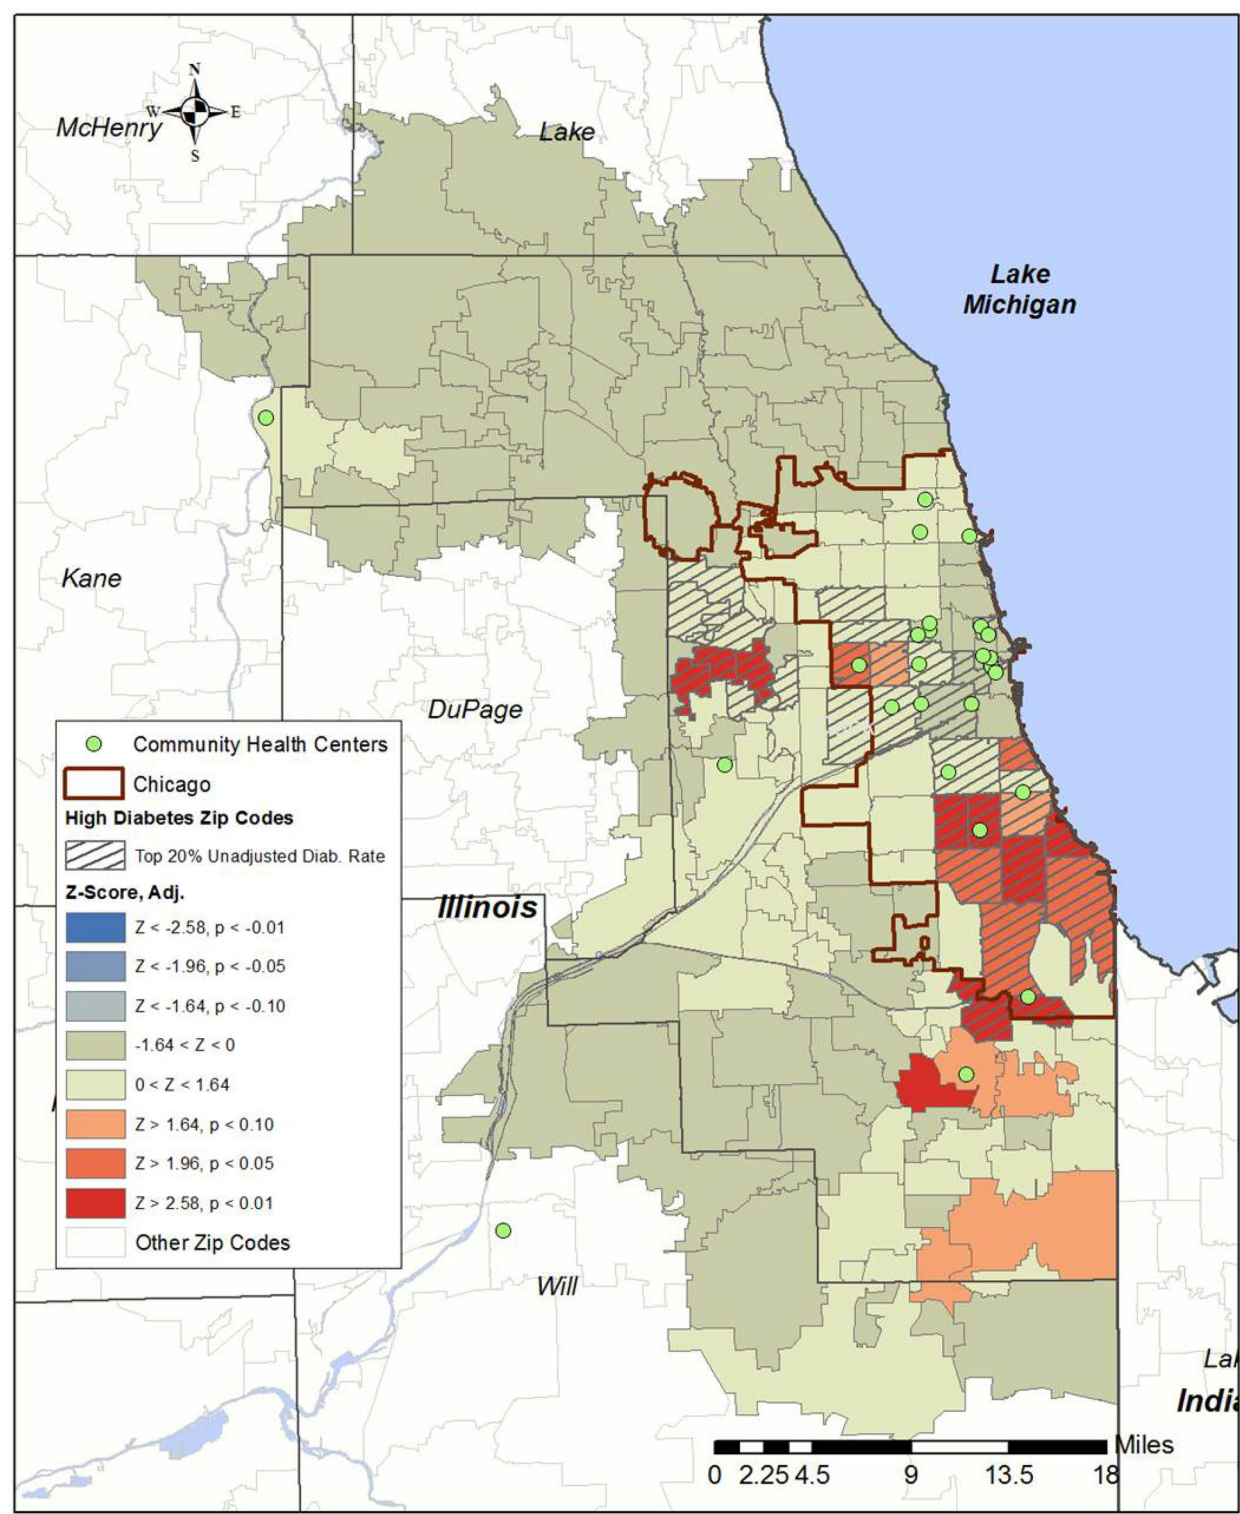 N
W E
S
McHenry
Lake
Lake
Michigan
Kane
DuPage
Community Health Centers
Chicago
High Diabetes Zip Codes
Top 20% Unadjusted Diab. Rate
Z-Score, Adj.
Z < -2.58, p < -0.01
Z < -1.96, p < -0.05
Z < -1.64, p < -0.10
-1.64 < Z < 0
0 < Z < 1.64
Z > 1.64, p < 0.10
Z > 1.96, p < 0.05
Z > 2.58, p < 0.01
Other Zip Codes
Illinois
Will
Lak
India
Miles
0 2.25 4.5 9 13.5 18